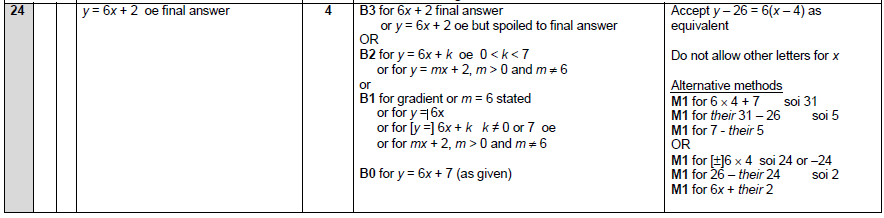 24 y = 6x + 2 oe final answer 4 B3 for 6x + 2 final answer
or y = 6x + 2 oe but spoiled to final answer
OR
B2 for y = 6x + k oe 0 < k < 7
or for y = mx + 2, m > 0 and m ≠ 6
or
B1 for gradient or m = 6 stated
or for y = 6x
or for [y =] 6x + k k ≠ 0 or 7 oe
or for mx + 2, m > 0 and m ≠ 6
B0 for y = 6x + 7 (as given)
Accept y – 26 = 6(x – 4) as
equivalent
Do not allow other letters for x
Alternative methods
M1 for 6 × 4 + 7 soi 31
M1 for their 31 – 26 soi 5
M1 for 7 - their 5
OR
M1 for [±]6 × 4 soi 24 or –24
M1 for 26 – their 24 soi 2
M1 for 6x + their 2